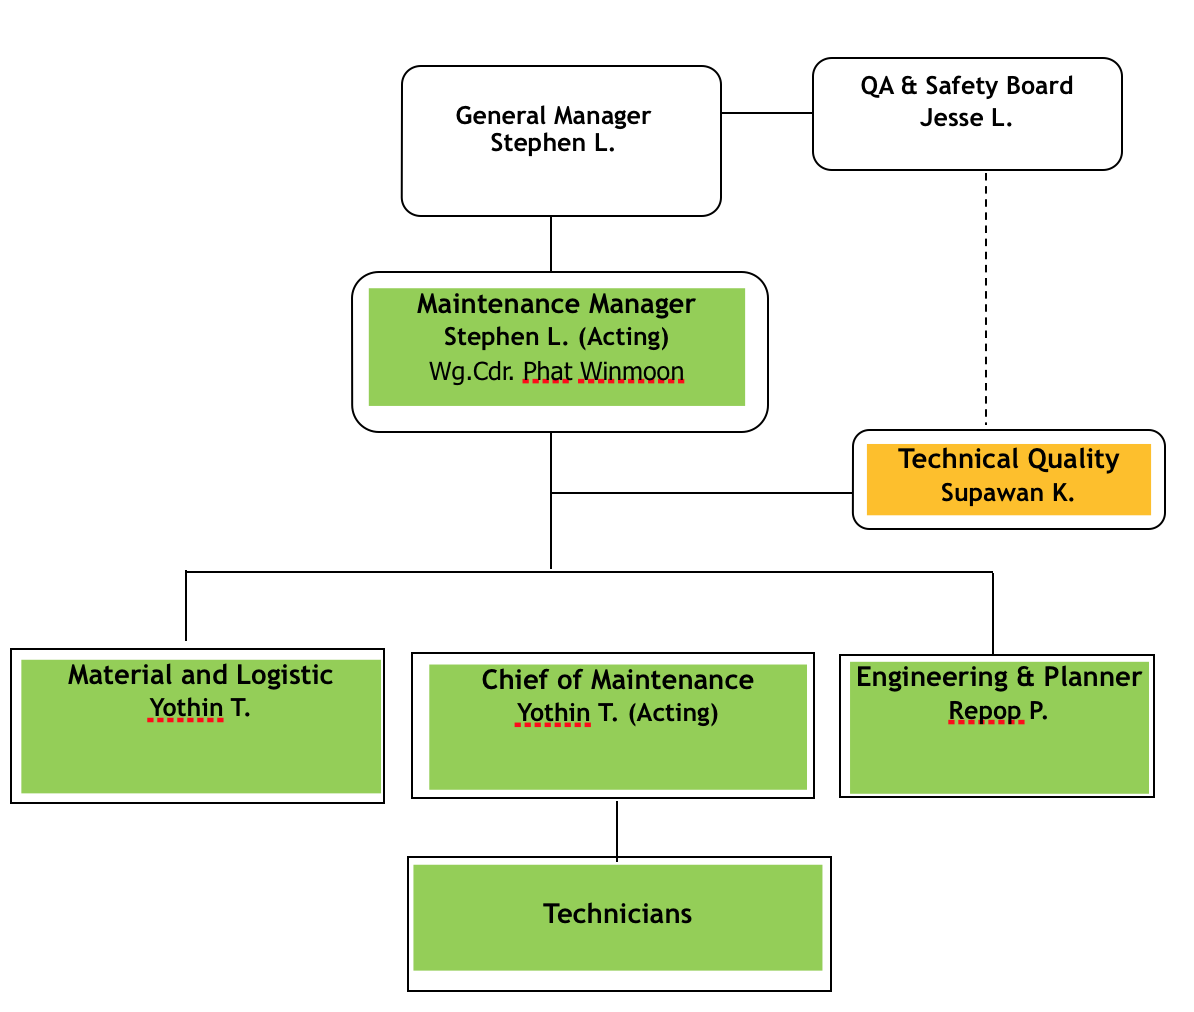 General Manager
Stephen L.
QA & Safety Board
Jesse L.
Maintenance Manager
Stephen L. (Acting)
Wg.Cdr. Phat Winmoon
Technical Quality
Supawan K.
Material and Logistic
Yothin T.
Chief of Maintenance
Yothin T. (Acting)
Engineering & Planner
Repop P.
Technicians